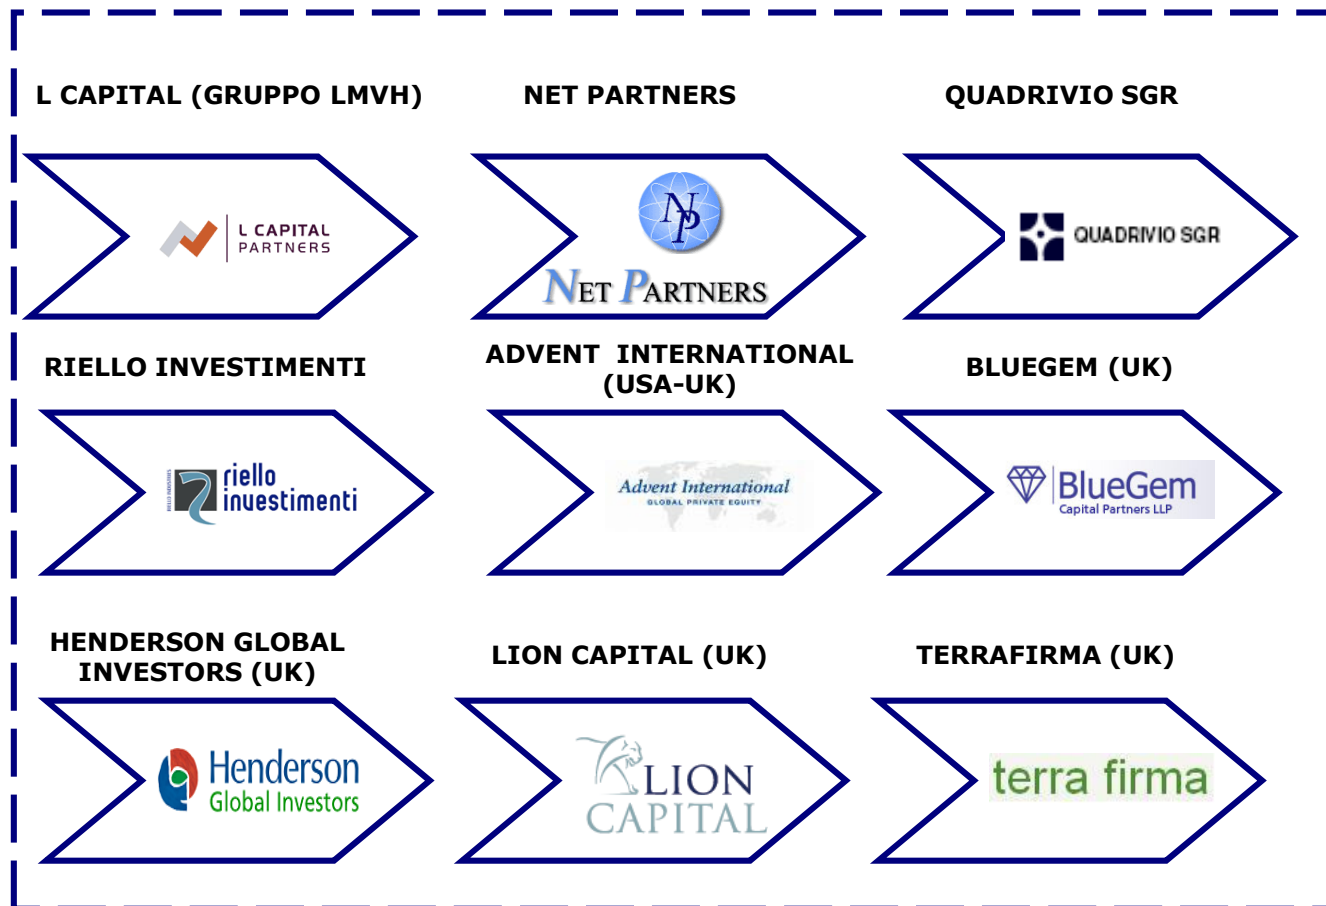 L CAPITAL (GRUPPO LMVH)
NET PARTNERS
QUADRIVIO SGR
L CAPITAL
PARTNERS
NP
NET PARTNERS
QUADRIVIO SGR
RIELLO INVESTIMENTI
ADVENT INTERNATIONAL
(USA-UK)
BLUEGEM (UK)
RIELLO INDUSTRIES
riello
investimenti
Advent International
GLOBAL PRIVATE EQUITY
BlueGem
Capital Partners LLP
HENDERSON GLOBAL
INVESTORS (UK)
LION CAPITAL (UK)
TERRAFIRMA (UK)
Henderson
Global Investors
LION
CAPITAL
terra firma